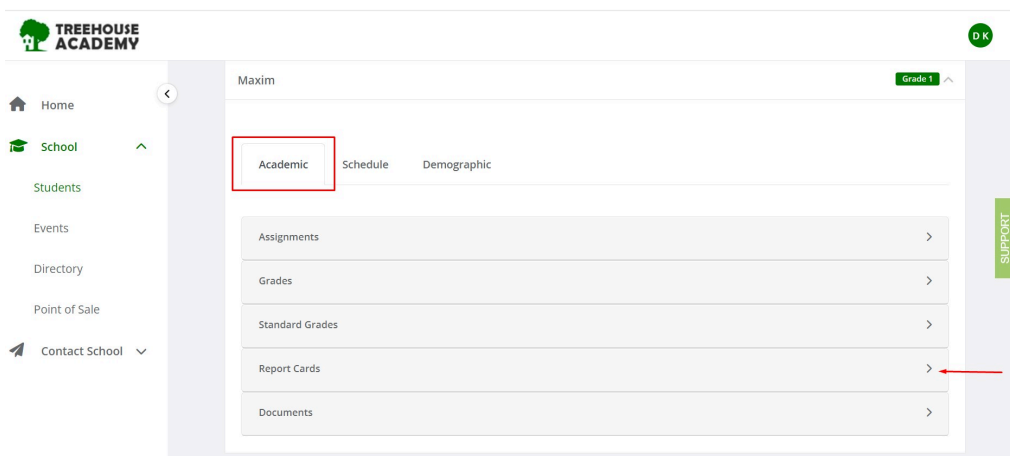 TREEHOUSE
ACADEMY
D K
Home
School
Students
Events
Directory
Point of Sale
Contact School
Maxim
Grade 1
Academic Schedule Demographic
Assignments
Grades
Standard Grades
Report Cards
Documents
SUPPORT